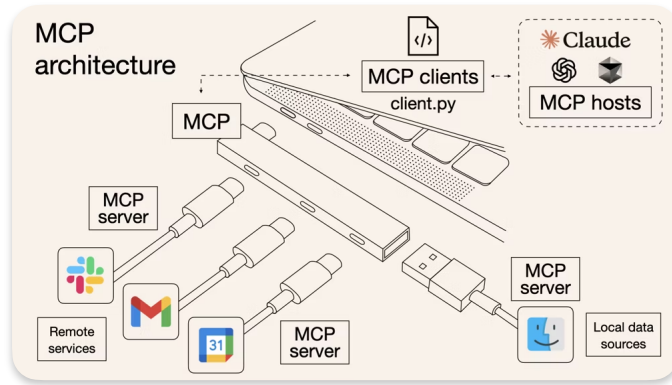 MCP
architecture
</>
MCP clients
client.py
Claude
MCP hosts
MCP
MCP
server
Remote
services
31
MCP
server
MCP
server
Local data
sources